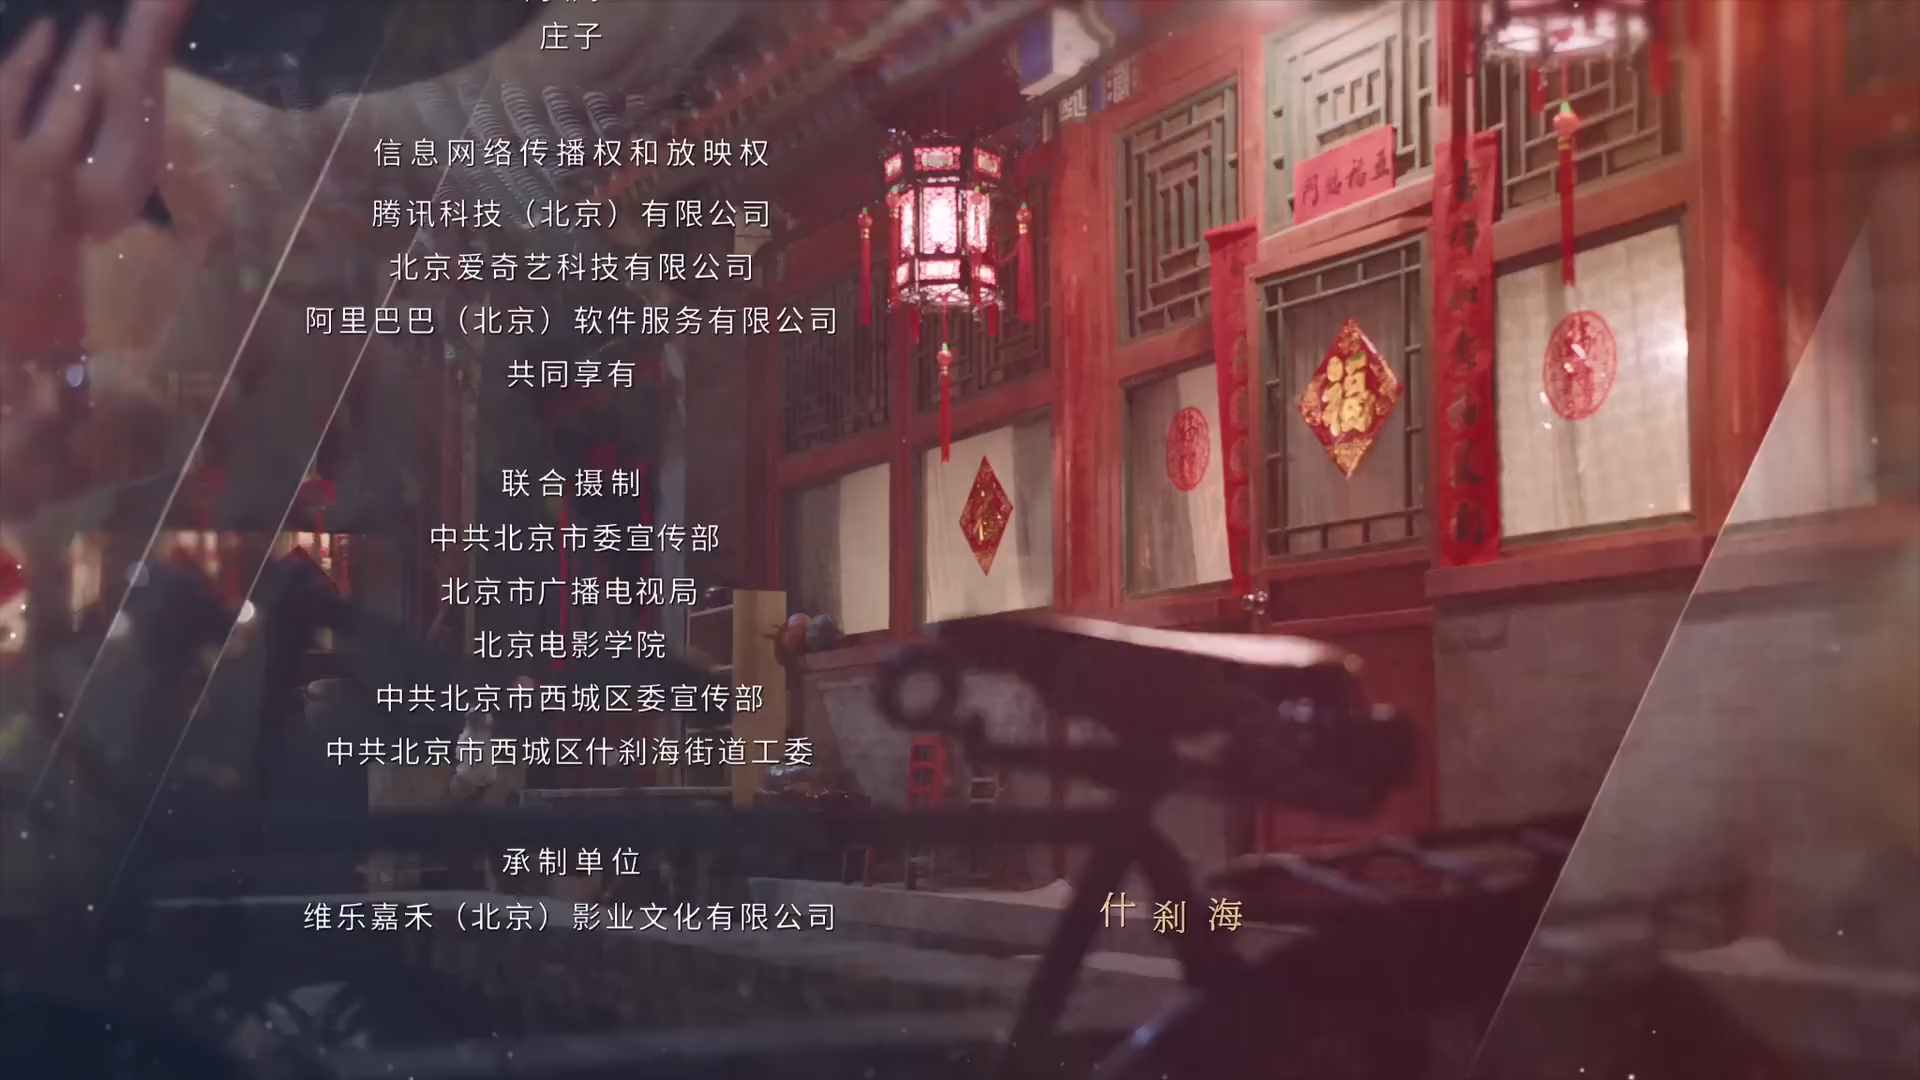 庄子
信息网络传播权和放映权
腾讯科技（北京）有限公司
北京爱奇艺科技有限公司
阿里巴巴（北京）软件服务有限公司
共同享有
联合摄制
中共北京市委宣传部
北京市广播电视局
北京电影学院
中共北京市西城区委宣传部
中共北京市西城区什刹海街道工委
承制单位
维乐嘉禾（北京）影业文化有限公司
什刹海
五福临门
福